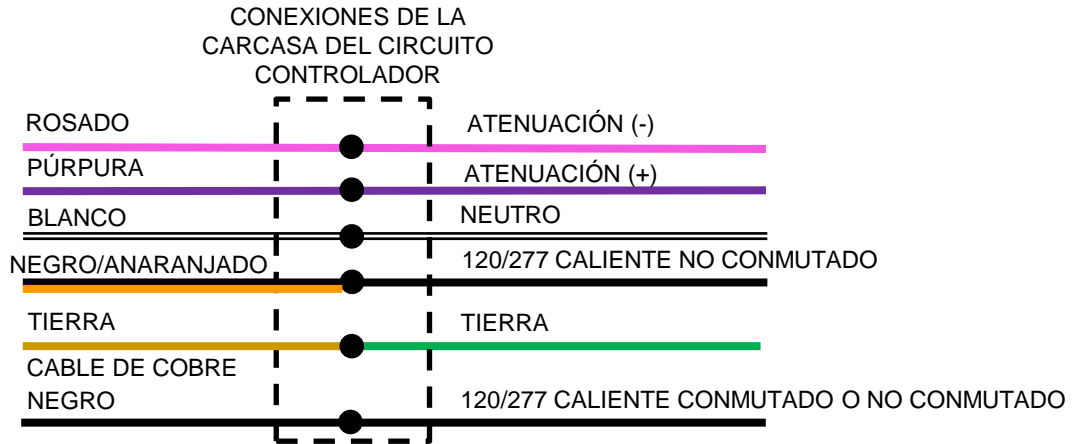 CONEXIONES DE LA
CARCASA DEL CIRCUITO
CONTROLADOR
ROSADO
ATENUACIÓN (-)
PÚRPURA
ATENUACIÓN (+)
BLANCO
NEUTRO
NEGRO/ANARANJADO
120/277 CALIENTE NO CONMUTADO
TIERRA
TIERRA
CABLE DE COBRE
NEGRO
120/277 CALIENTE CONMUTADO O NO CONMUTADO